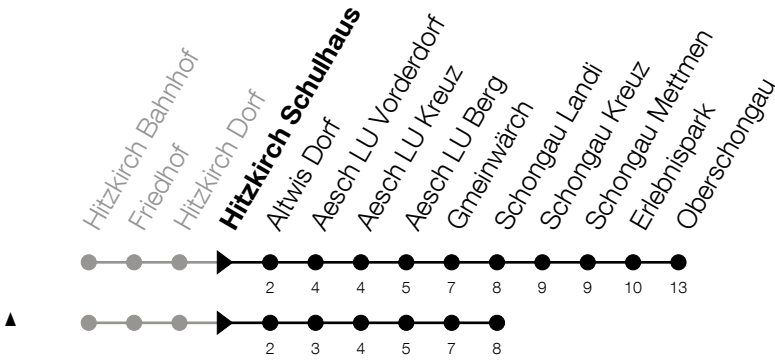 Hitzkirch Bahnhof
Friedhof
Hitzkirch Dorf
Hitzkirch Schulhaus
Altwis Dorf
Aesch LU Vorderdorf
Aesch LU Kreuz
Aesch LU Berg
Gmeinwärch
Schongau Landi
Schongau Kreuz
Schongau Mettmen
Erlebnispark
Oberschongau
2 4 4 5 7 8 9 9 10 13
2 3 4 5 7 8